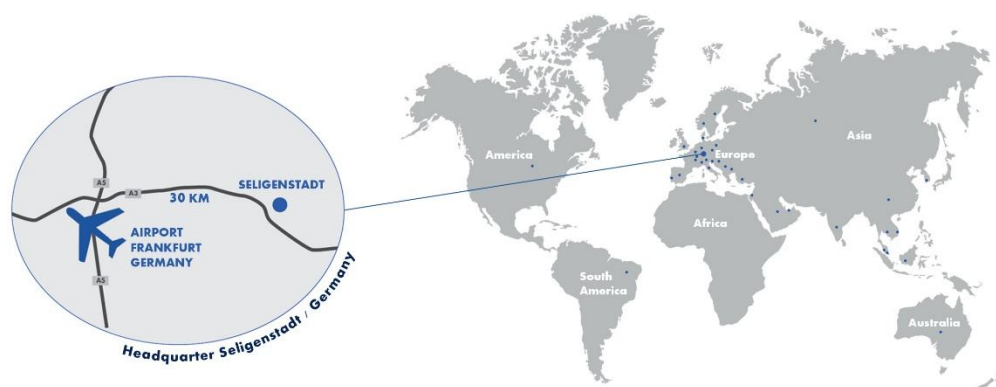 A5
A3
30 KM
SELIGENSTADT
AIRPORT
FRANKFURT
GERMANY
A5
Headquarter Seligenstadt / Germany
America
Europe
Asia
Africa
South
America
Australia